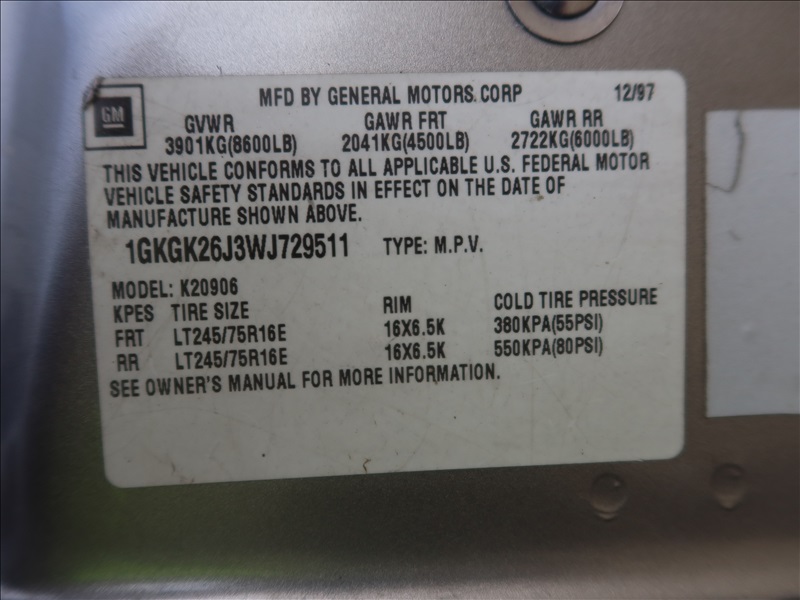 GM
MFD BY GENERAL MOTORS. CORP 12/97
GVWR GAWR FRT GAWR RR
3901KG(8600LB) 2041KG(4500LB) 2722KG(6000LB)
THIS VEHICLE CONFORMS TO ALL APPLICABLE U.S. FEDERAL MOTOR
VEHICLE SAFETY STANDARDS IN EFFECT ON THE DATE OF
MANUFACTURE SHOWN ABOVE.
1GKGK26J3WJ729511 TYPE: M.P.V.
MODEL: K20906
KPES TIRE SIZE RIM COLD TIRE PRESSURE
FRT LT245/75R16E 16X6.5K 380KPA(55PSI)
RR LT245/75R16E 16X6.5K 550KPA(80PSI)
SEE OWNER'S MANUAL FOR MORE INFORMATION.